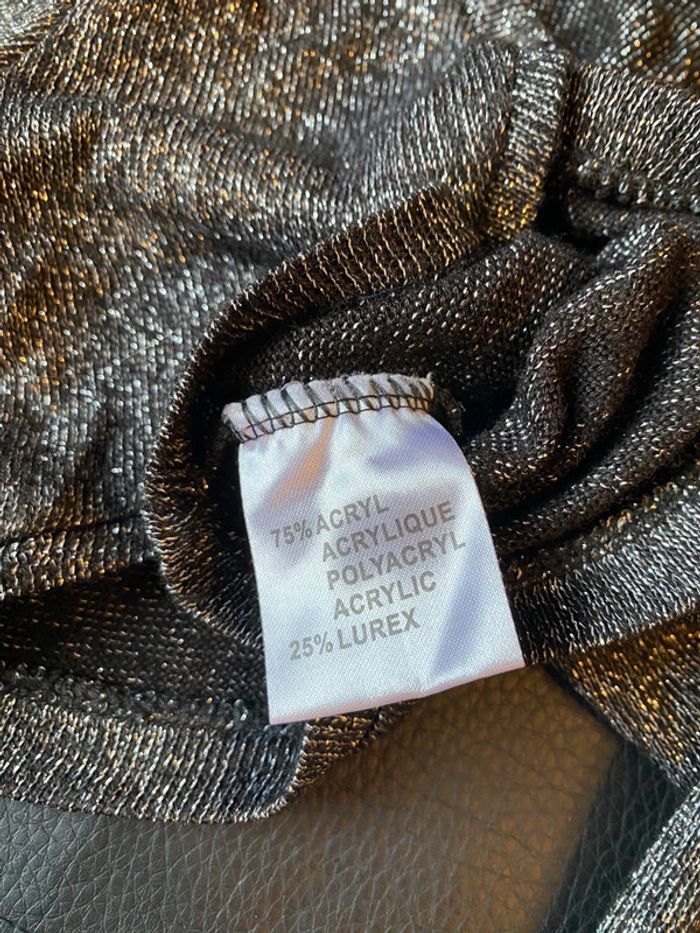 75% ACRYL
ACRYLIQUE
POLYACRYL
ACRYLIC
25% LUREX